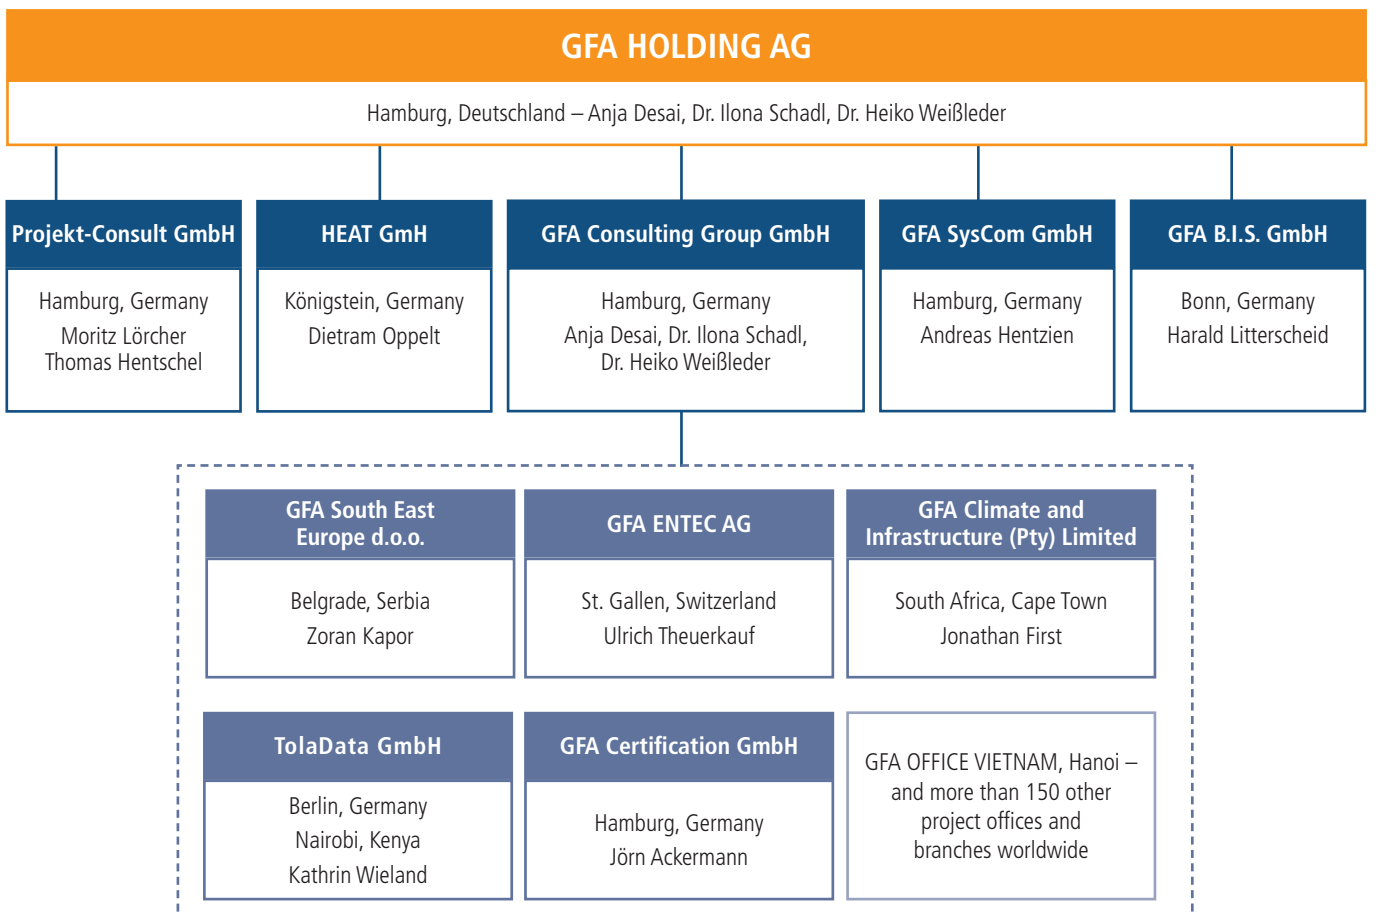 GFA HOLDING AG
Hamburg, Deutschland – Anja Desai, Dr. Ilona Schadl, Dr. Heiko Weißleder
Projekt-Consult GmbH
Hamburg, Germany
Moritz Lörcher
Thomas Hentschel
HEAT GmH
Königstein, Germany
Dietram Oppelt
GFA Consulting Group GmbH
Hamburg, Germany
Anja Desai, Dr. Ilona Schadl,
Dr. Heiko Weißleder
GFA SysCom GmbH
Hamburg, Germany
Andreas Hentzien
GFA B.I.S. GmbH
Bonn, Germany
Harald Litterscheid
GFA South East
Europe d.o.o.
Belgrade, Serbia
Zoran Kapor
GFA ENTEC AG
St. Gallen, Switzerland
Ulrich Theuerkauf
GFA Climate and
Infrastructure (Pty) Limited
South Africa, Cape Town
Jonathan First
TolaData GmbH
Berlin, Germany
Nairobi, Kenya
Kathrin Wieland
GFA Certification GmbH
Hamburg, Germany
Jörn Ackermann
GFA OFFICE VIETNAM, Hanoi –
and more than 150 other
project offices and
branches worldwide